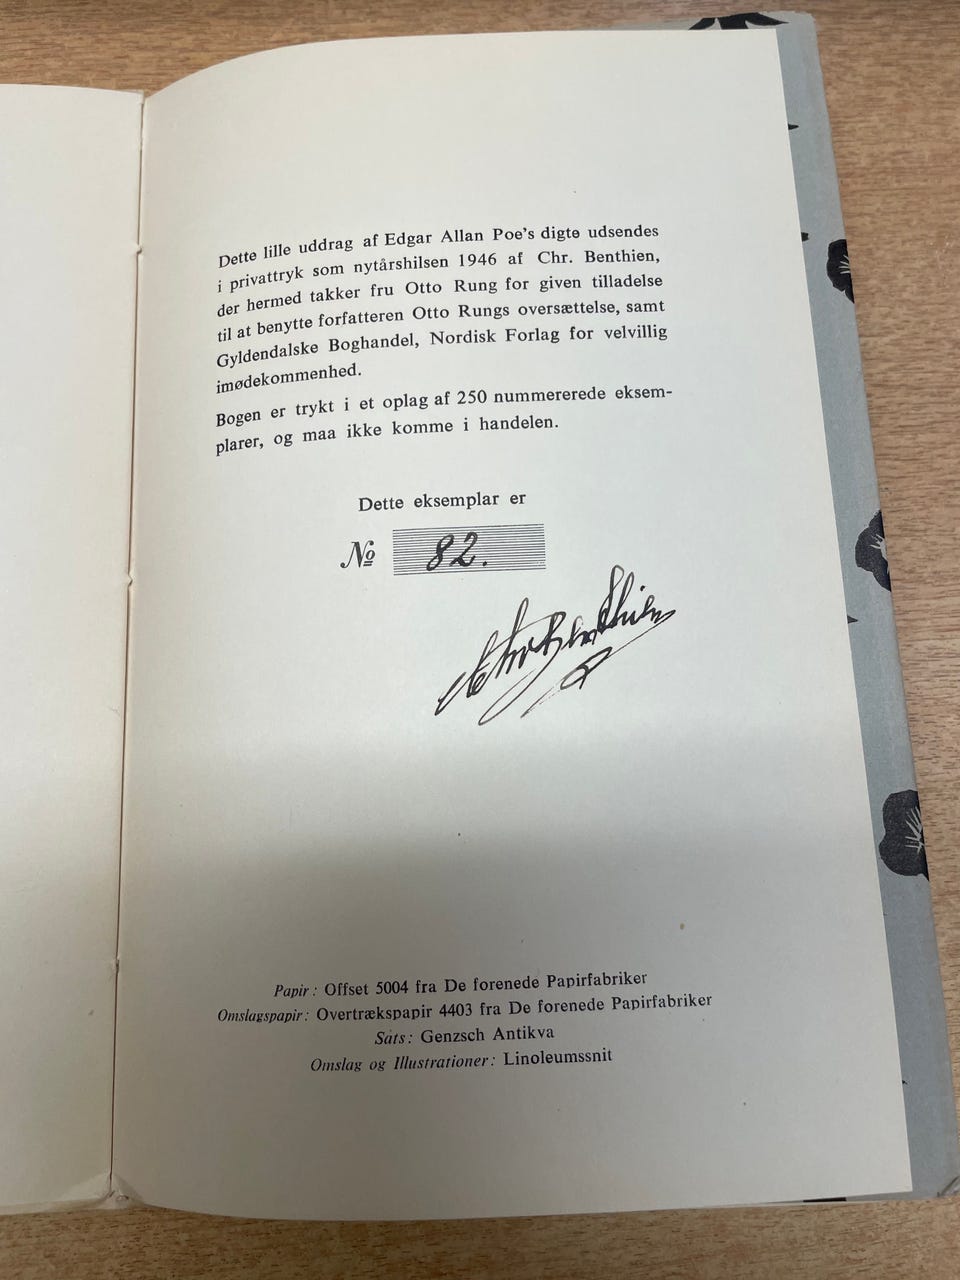 Dette lille uddrag af Edgar Allan Poe's digte udsendes
i privattryk som nytårshilsen 1946 af Chr. Benthien,
der hermed takker fru Otto Rung for given tilladelse
til at benytte forfatteren Otto Rungs oversættelse, samt
Gyldendalske Boghandel, Nordisk Forlag for velvillig
imødekommenhed.
Bogen er trykt i et oplag af 250 nummererede eksem-
plarer, og maa ikke komme i handelen.
Dette eksemplar er
№ 82.
Chr Benthien
Papir: Offset 5004 fra De forenede Papirfabriker
Omslagspapir: Overtrækspapir 4403 fra De forenede Papirfabriker
Sats: Genzsch Antikva
Omslag og Illustrationer: Linoleumssnit